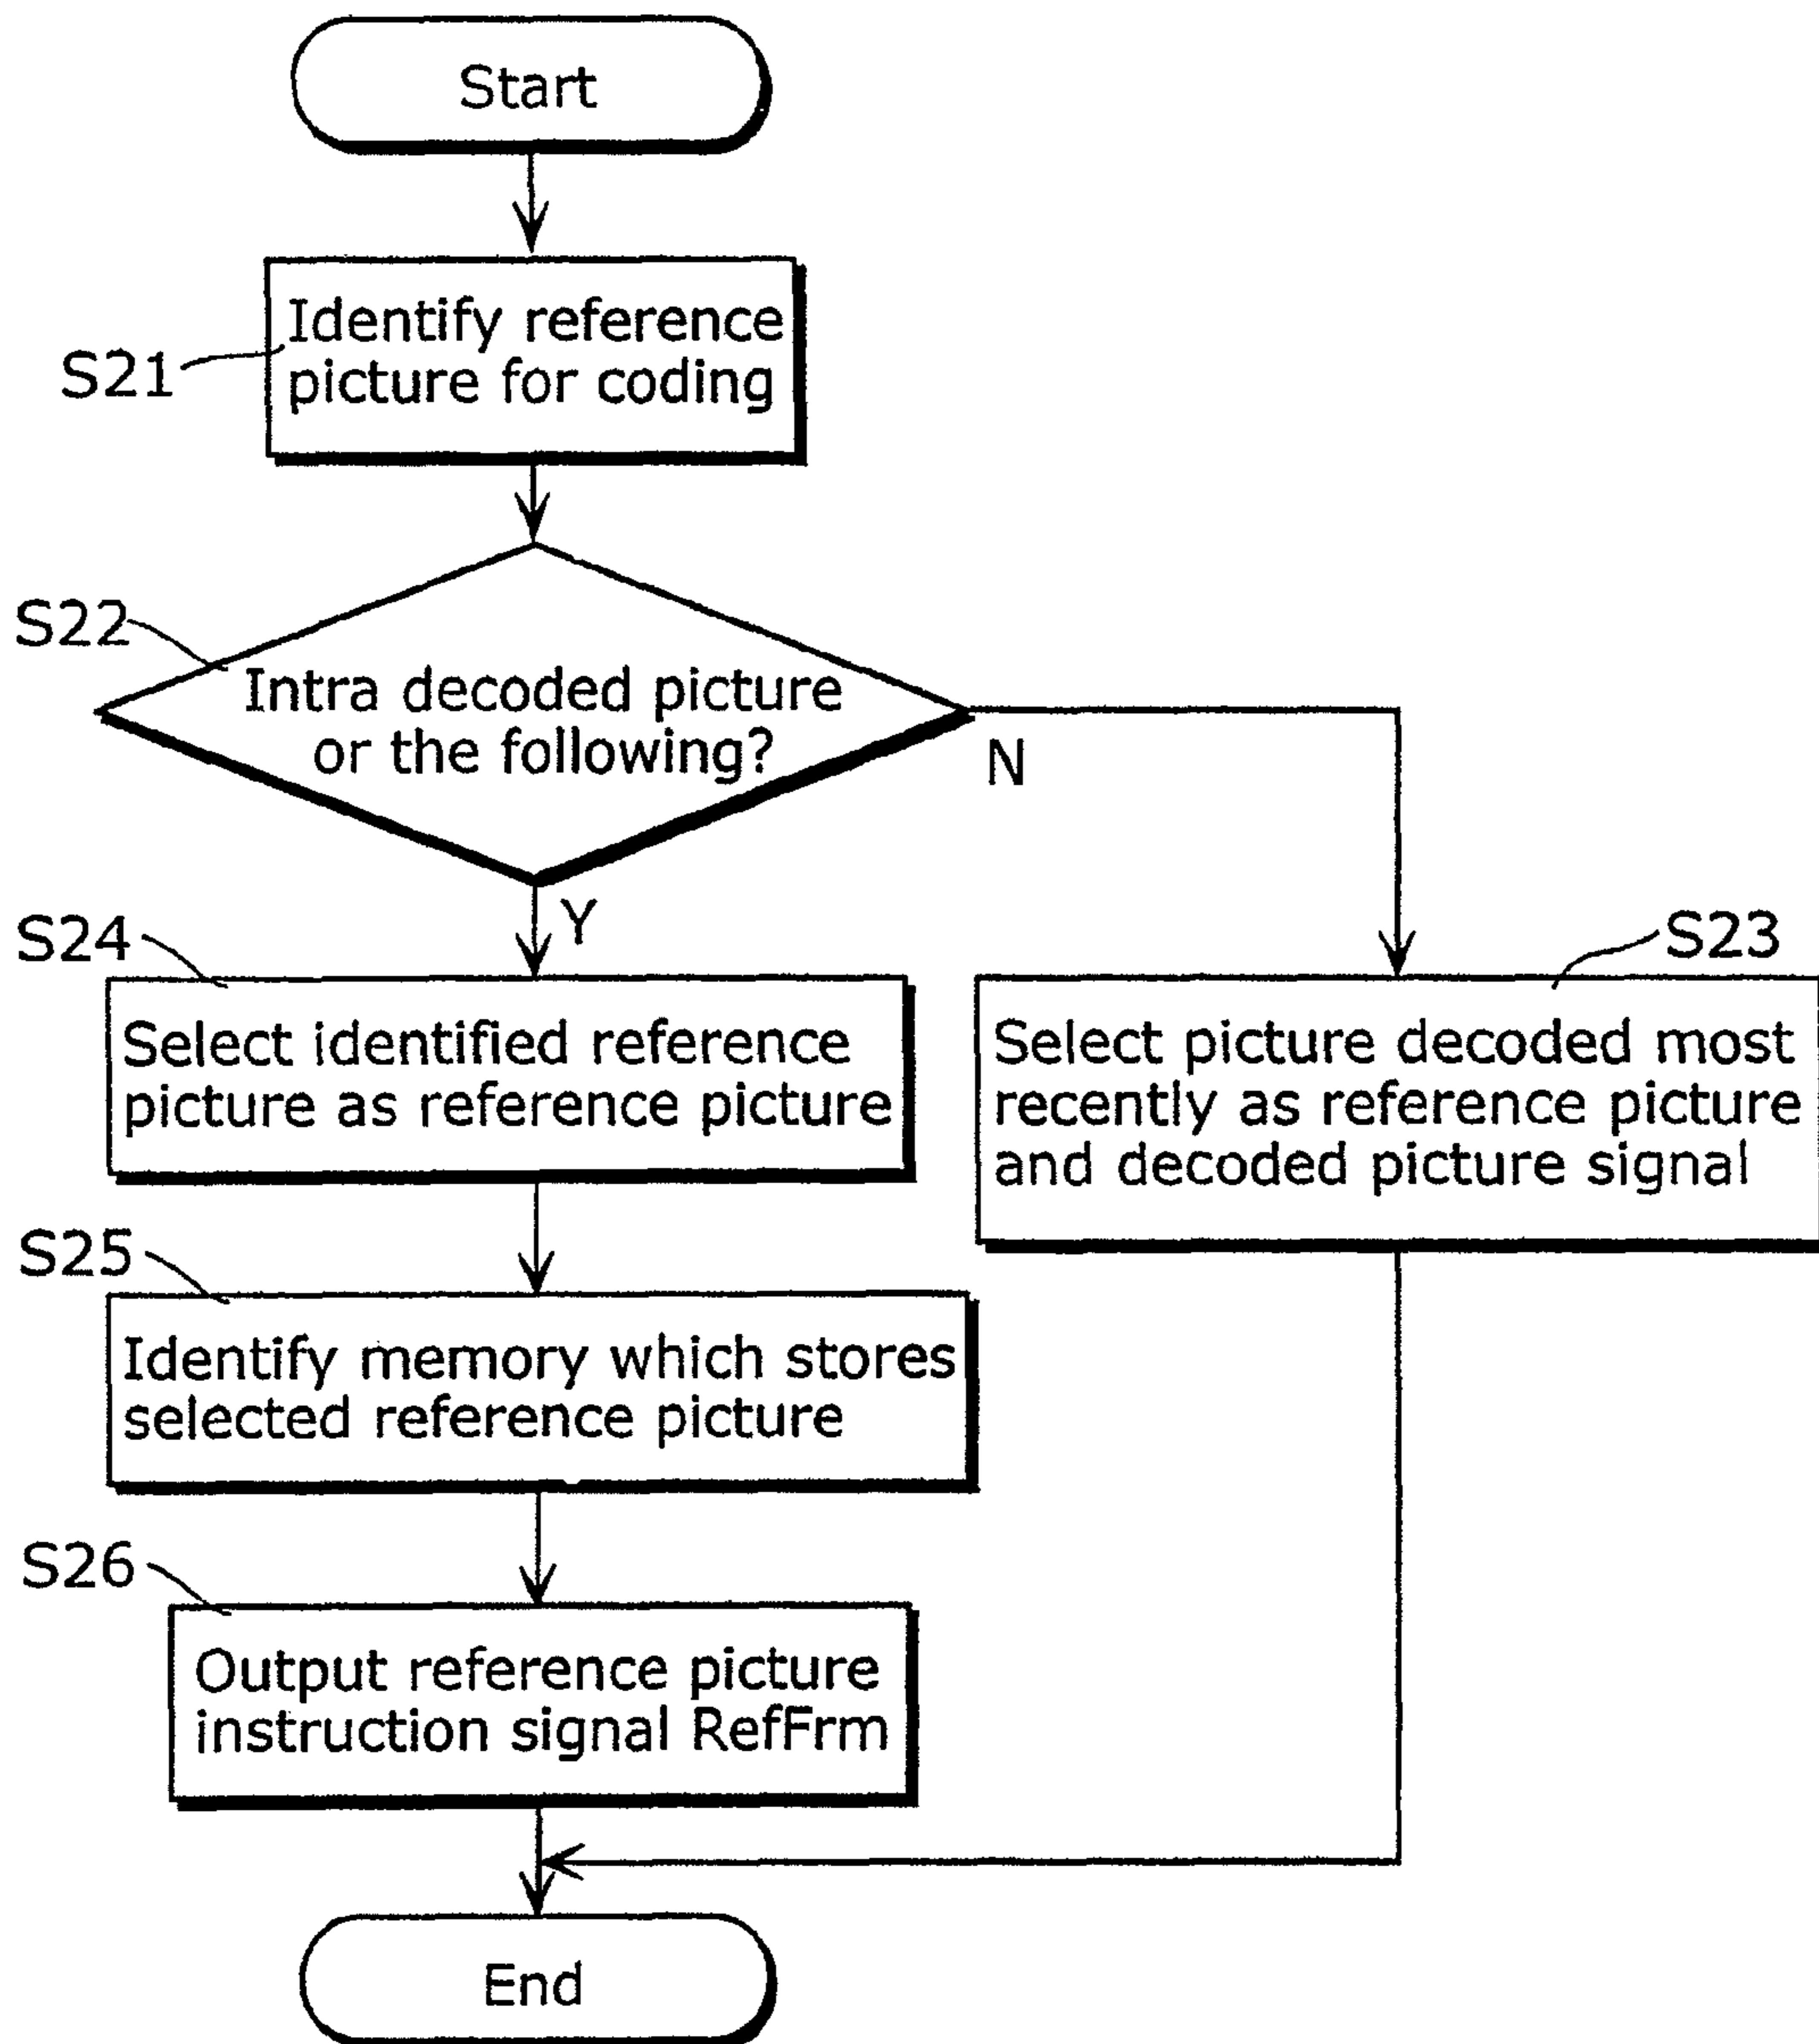 Start
S21
Identify reference
picture for coding
S22
Intra decoded picture
or the following?
N
Y
S24
Select identified reference
picture as reference picture
S23
Select picture decoded most
recently as reference picture
and decoded picture signal
S25
Identify memory which stores
selected reference picture
S26
Output reference picture
instruction signal RefFrm
End